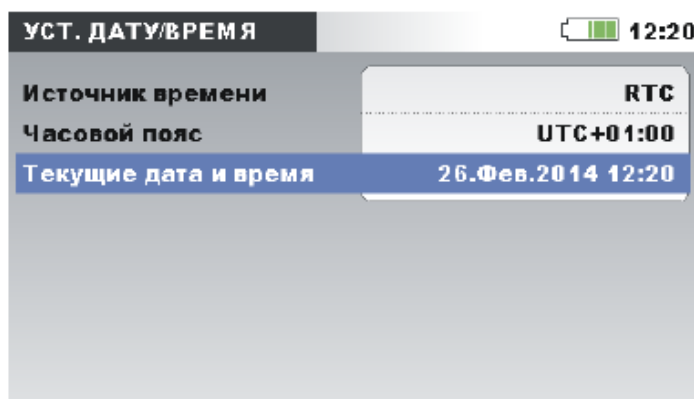 УСТ. ДАТУ/ВРЕМЯ 12:20
Источник времени RTC
Часовой пояс UTC+01:00
Текущие дата и время 26.Фев.2014 12:20